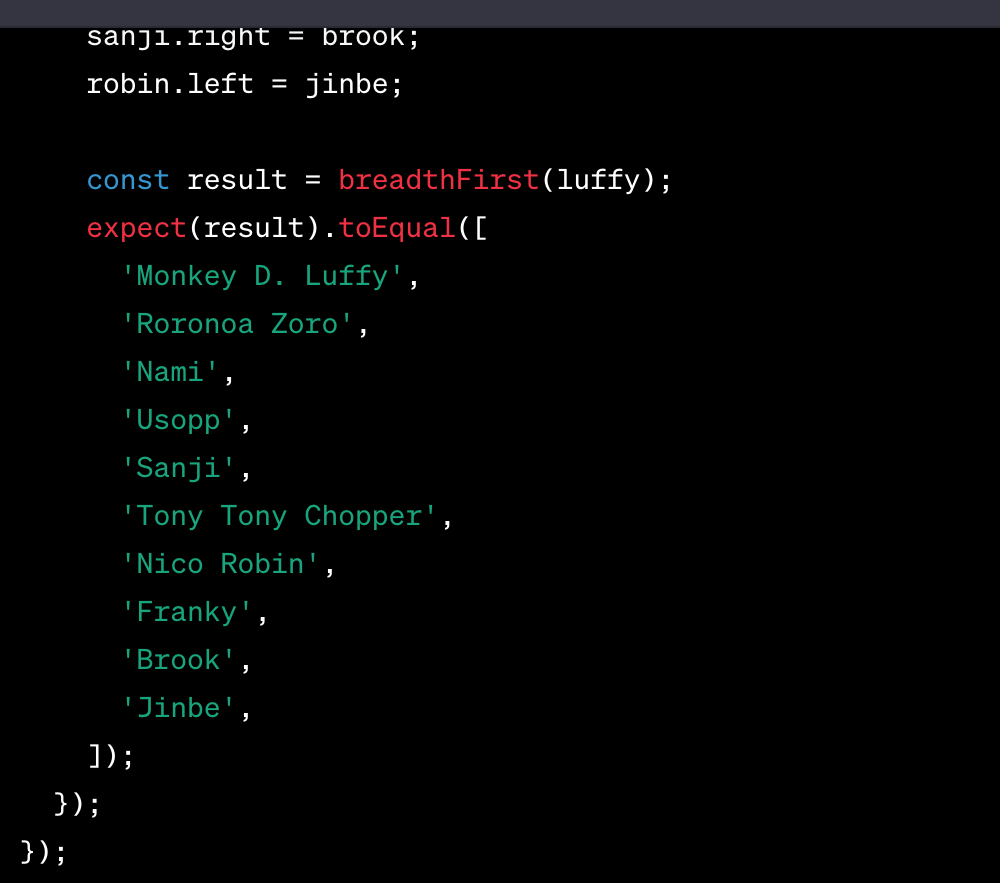 sanji.right = brook;
robin.left = jinbe;
const result = breadthFirst(luffy);
expect(result).toEqual([
'Monkey D. Luffy',
'Roronoa Zoro',
'Nami',
'Usopp',
'Sanji',
'Tony Tony Chopper',
'Nico Robin',
'Franky',
'Brook',
'Jinbe',
]);
});
});